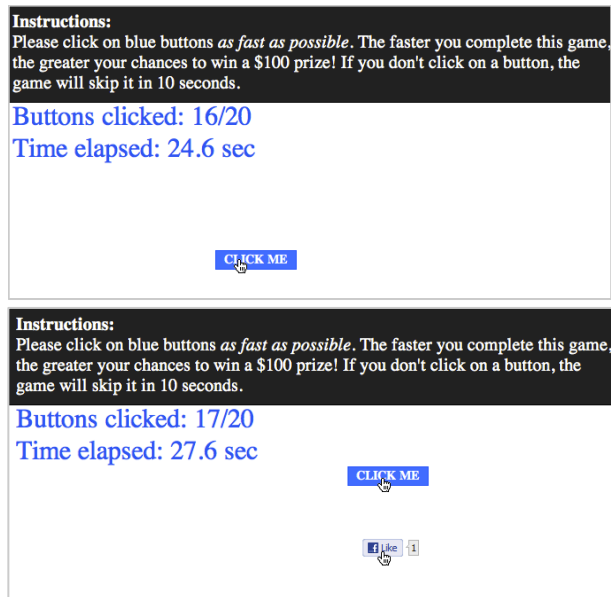 Instructions:
Please click on blue buttons as fast as possible. The faster you complete this game,
the greater your chances to win a $100 prize! If you don't click on a button, the
game will skip it in 10 seconds.
Buttons clicked: 16/20
Time elapsed: 24.6 sec
CLICK ME
Instructions:
Please click on blue buttons as fast as possible. The faster you complete this game,
the greater your chances to win a $100 prize! If you don't click on a button, the
game will skip it in 10 seconds.
Buttons clicked: 17/20
Time elapsed: 27.6 sec
CLICK ME
f Like 1